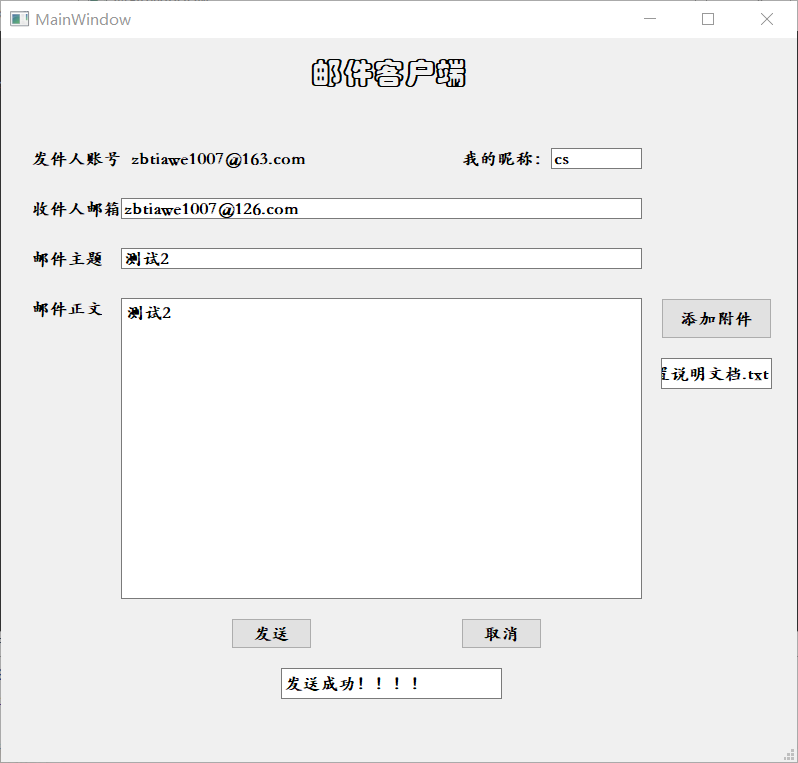 MainWindow
邮件客户端
发件人账号 zbtiawe1007@163.com 我的昵称： cs
收件人邮箱 zbtiawe1007@126.com
邮件主题 测试2
邮件正文 测试2
添加附件
说明文档.txt
发送 取消
发送成功！！！！